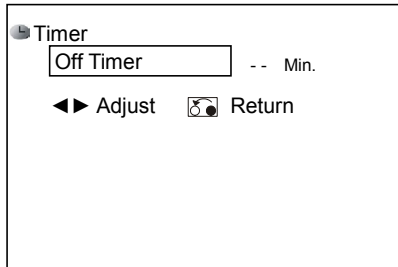 Timer
Off Timer -- Min.
◄► Adjust Return